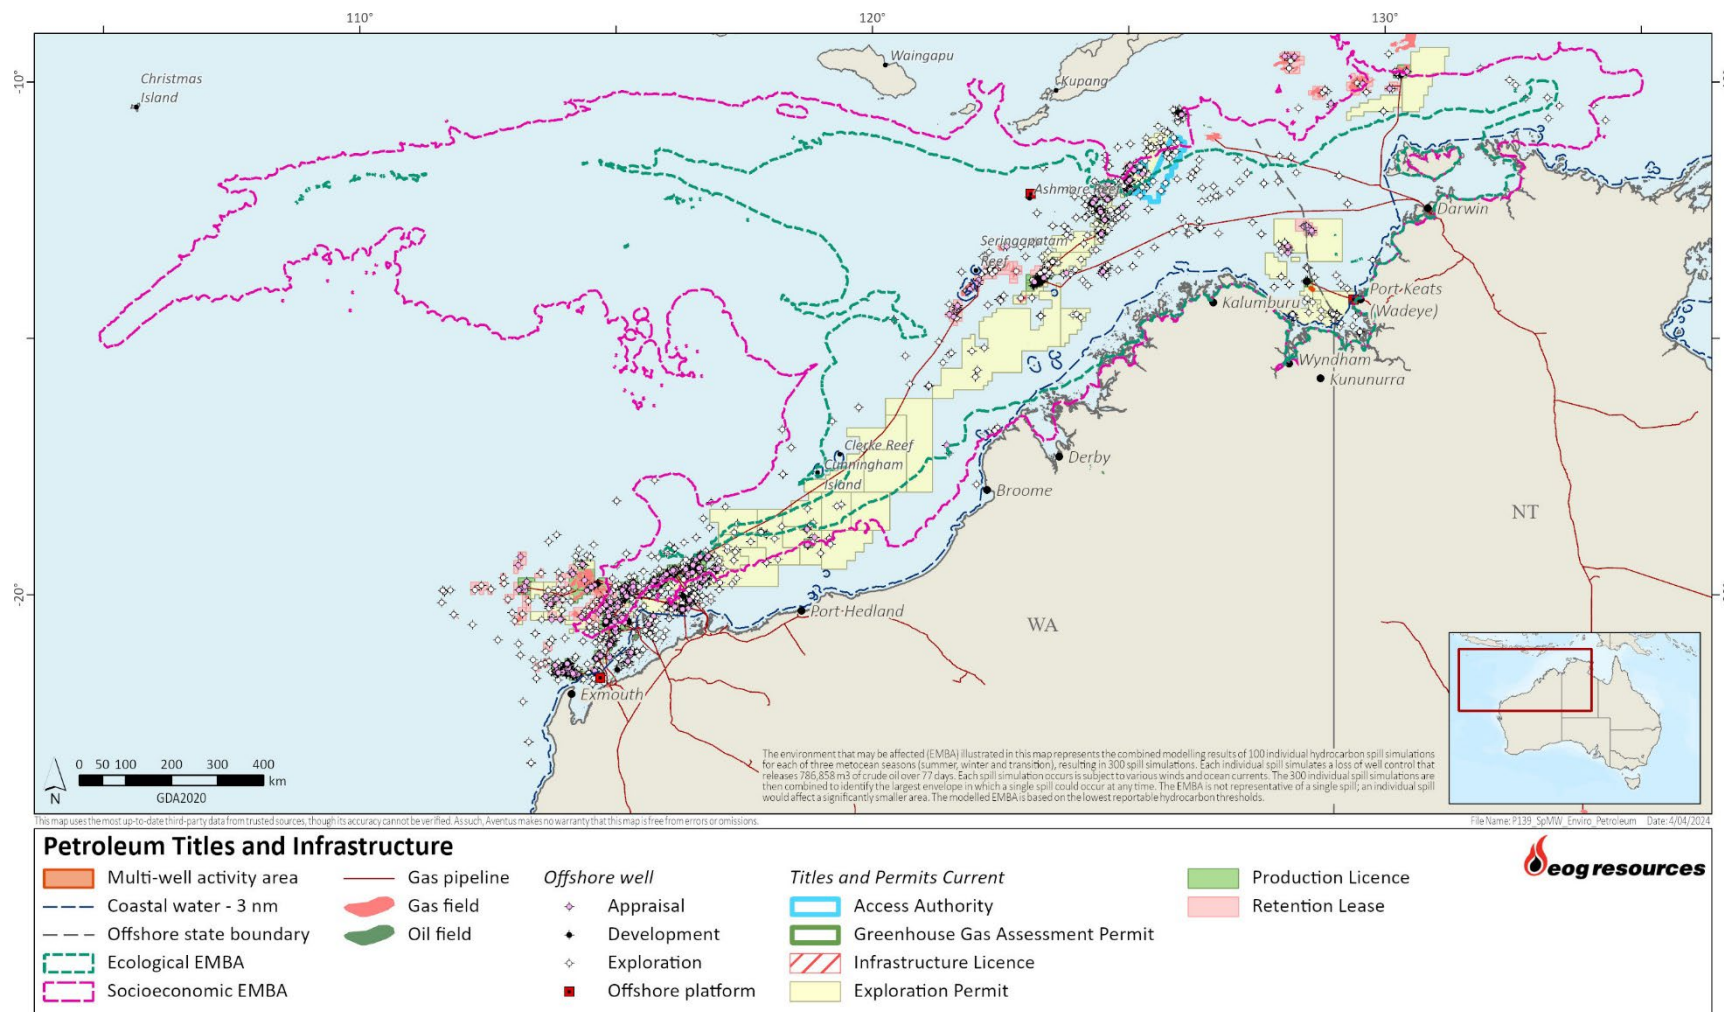 110°
120°
130°
-10°
-20°
Christmas
Island
Waingapu
Kupang
Ashmore Reef
Seringapatam
Reef
Darwin
Port Keats
(Wadeye)
Kalumburu
Wyndham
Kununurra
Clerke Reef
Cunningham
Island
Derby
Broome
NT
Port Hedland
WA
Exmouth
0 50 100 200 300 400
km
GDA2020
N
The environment that may be affected (EMBA) illustrated in this map represents the combined modelling results of 100 individual hydrocarbon spill simulations
for each of three metocean seasons (summer, winter and transition), resulting in 300 spill simulations. Each individual spill simulates a loss of well control that
releases 786,858 m3 of crude oil over 77 days. Each spill simulation occurs is subject to various winds and ocean currents. The 300 individual spill simulations are
then combined to identify the largest envelope in which a single spill could occur at any time. The EMBA is not representative of a single spill; an individual spill
would affect a significantly smaller area. The modelled EMBA is based on the lowest reportable hydrocarbon thresholds.
This map uses the most up-to-date third-party data from trusted sources, though its accuracy cannot be verified. As such, Aventus makes no warranty that this map is free from errors or omissions.
File Name: P139_SpMW_Enviro_Petroleum Date: 4/04/2024
Petroleum Titles and Infrastructure
Multi-well activity area
Coastal water - 3 nm
Offshore state boundary
Ecological EMBA
Socioeconomic EMBA
Gas pipeline
Gas field
Oil field
Offshore well
Appraisal
Development
Exploration
Offshore platform
Titles and Permits Current
Access Authority
Greenhouse Gas Assessment Permit
Infrastructure Licence
Exploration Permit
Production Licence
Retention Lease
eog resources